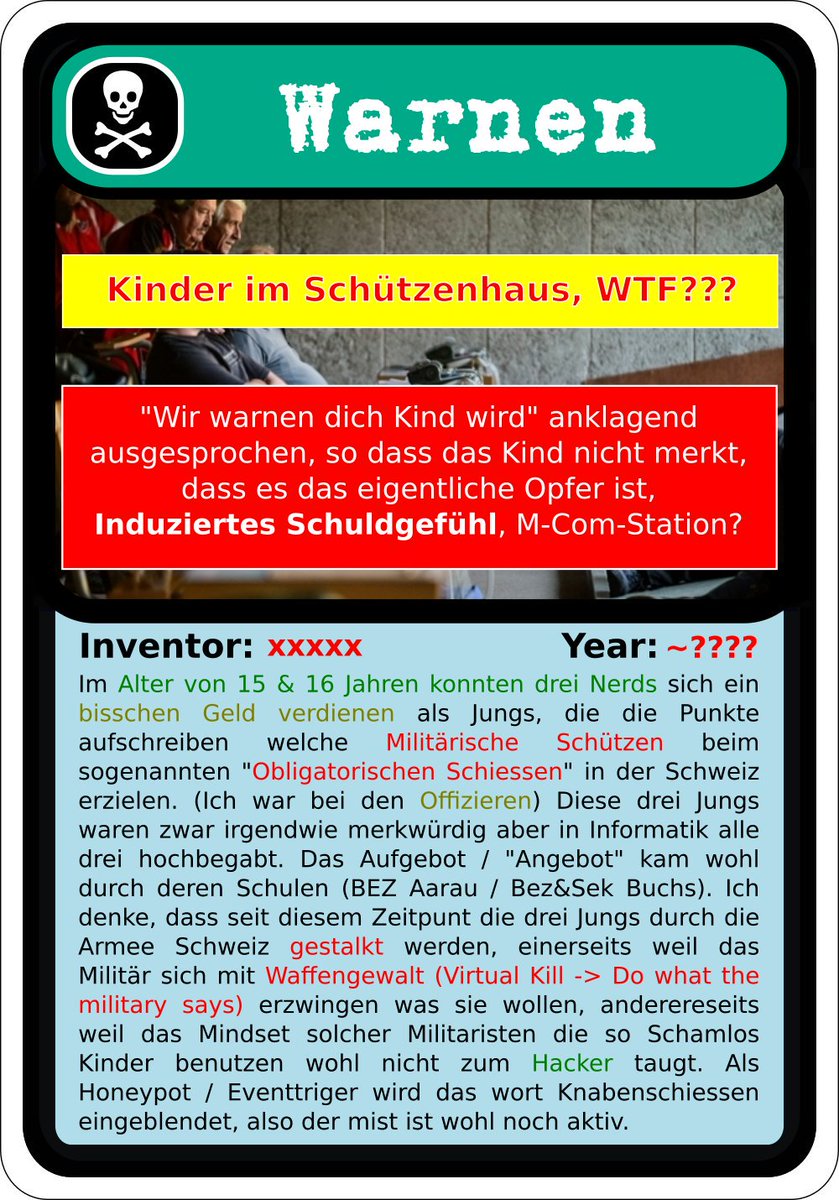 Warnen
Kinder im Schützenhaus, WTF???
"Wir warnen dich Kind wird" anklagend
ausgesprochen, so dass das Kind nicht merkt,
dass es das eigentliche Opfer ist,
Induziertes Schuldgefühl, M-Com-Station?
Inventor: xxxxx Year: ~????
Im Alter von 15 & 16 Jahren konnten drei Nerds sich ein
bisschen Geld verdienen als Jungs, die die Punkte
aufschreiben welche Militärische Schützen beim
sogenannten "Obligatorischen Schiessen" in der Schweiz
erzielen. (Ich war bei den Offizieren) Diese drei Jungs
waren zwar irgendwie merkwürdig aber in Informatik alle
drei hochbegabt. Das Aufgebot / "Angebot" kam wohl
durch deren Schulen (BEZ Aarau / Bez&Sek Buchs). Ich
denke, dass seit diesem Zeitpunt die drei Jungs durch die
Armee Schweiz gestalkt werden, einerseits weil das
Militär sich mit Waffengewalt (Virtual Kill -> Do what the
military says) erzwingen was sie wollen, anderereseits
weil das Mindset solcher Militaristen die so Schamlos
Kinder benutzen wohl nicht zum Hacker taugt. Als
Honeypot / Eventtriger wird das wort Knabenschiessen
eingeblendet, also der mist ist wohl noch aktiv.